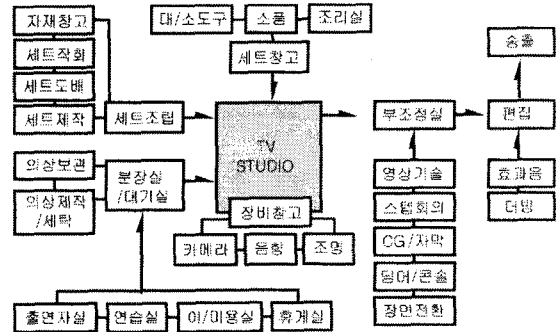 자재창고
세트작화
세트도배
세트제작
세트조립
대/소도구
소품
조리실
세트창고
TV
STUDIO
장비창고
카메라
음향
조명
의상보관
의상제작
/세탁
분장실
/대기실
출연자실
연습실
이/미용실
휴게실
부조정실
영상기술
스텝회의
CG/자막
딤머/콘솔
장면전환
송출
편집
효과음
더빙